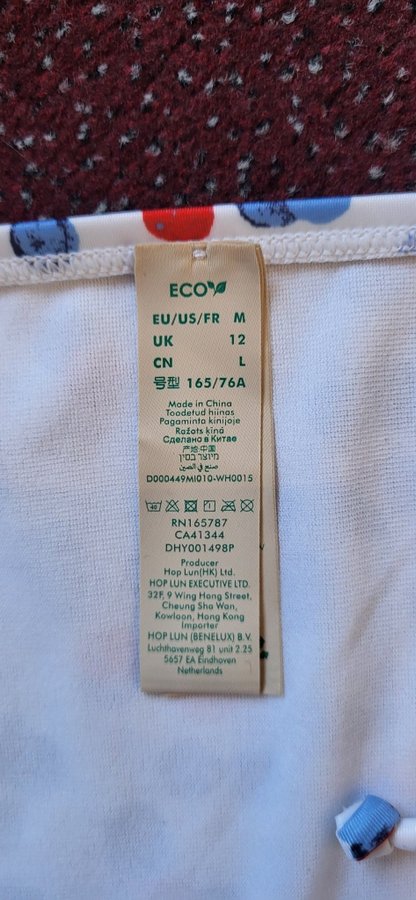 ECO
EU/US/FR M
UK 12
CN L
号型 165/76A
Made in China
Toodetud hiinas
Pagaminta kinijoje
Ražots ķīnā
Сделано в Китае
产地:中国
מיוצר בסין
صنع في الصين
D000449MI010-WH0015
40
RN165787
CA41344
DHY001498P
Producer
Hop Lun(HK) Ltd.
HOP LUN EXECUTIVE LTD.
32F, 9 Wing Hong Street,
Cheung Sha Wan,
Kowloon, Hong Kong
Importer
HOP LUN (BENELUX) B.V.
Luchthavenweg 81 unit 2.25
5657 EA Eindhoven
Netherlands